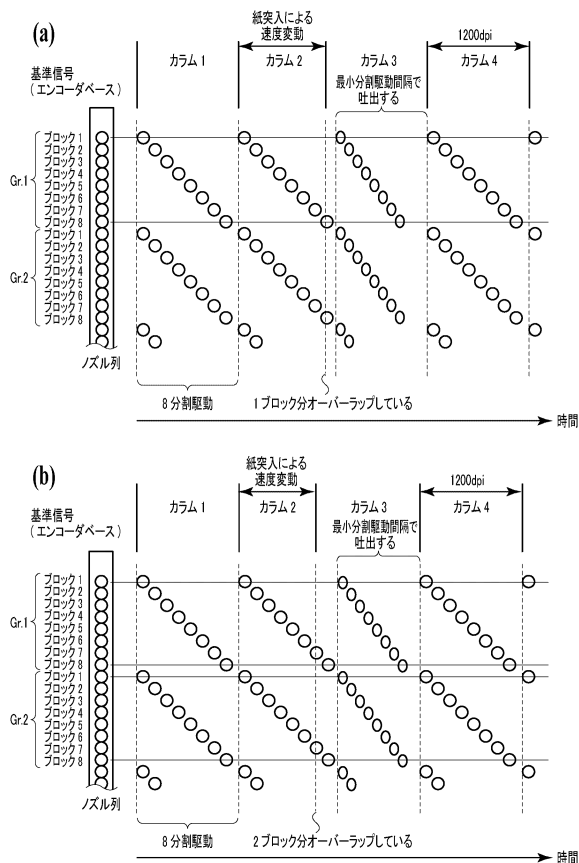 (a)
紙突入による
速度変動
1200dpi
カラム 1
カラム 2
カラム 3
カラム 4
基準信号
(エンコーダベース)
最小分割駆動間隔で
吐出する
Gr.1
ブロック 1
ブロック 2
ブロック 3
ブロック 4
ブロック 5
ブロック 6
ブロック 7
ブロック 8
Gr.2
ブロック 1
ブロック 2
ブロック 3
ブロック 4
ブロック 5
ブロック 6
ブロック 7
ブロック 8
ノズル列
8 分割駆動
1 ブロック分オーバーラップしている
時間
(b)
紙突入による
速度変動
1200dpi
カラム 1
カラム 2
カラム 3
カラム 4
基準信号
(エンコーダベース)
最小分割駆動間隔で
吐出する
Gr.1
ブロック 1
ブロック 2
ブロック 3
ブロック 4
ブロック 5
ブロック 6
ブロック 7
ブロック 8
Gr.2
ブロック 1
ブロック 2
ブロック 3
ブロック 4
ブロック 5
ブロック 6
ブロック 7
ブロック 8
ノズル列
8 分割駆動
2 ブロック分オーバーラップしている
時間